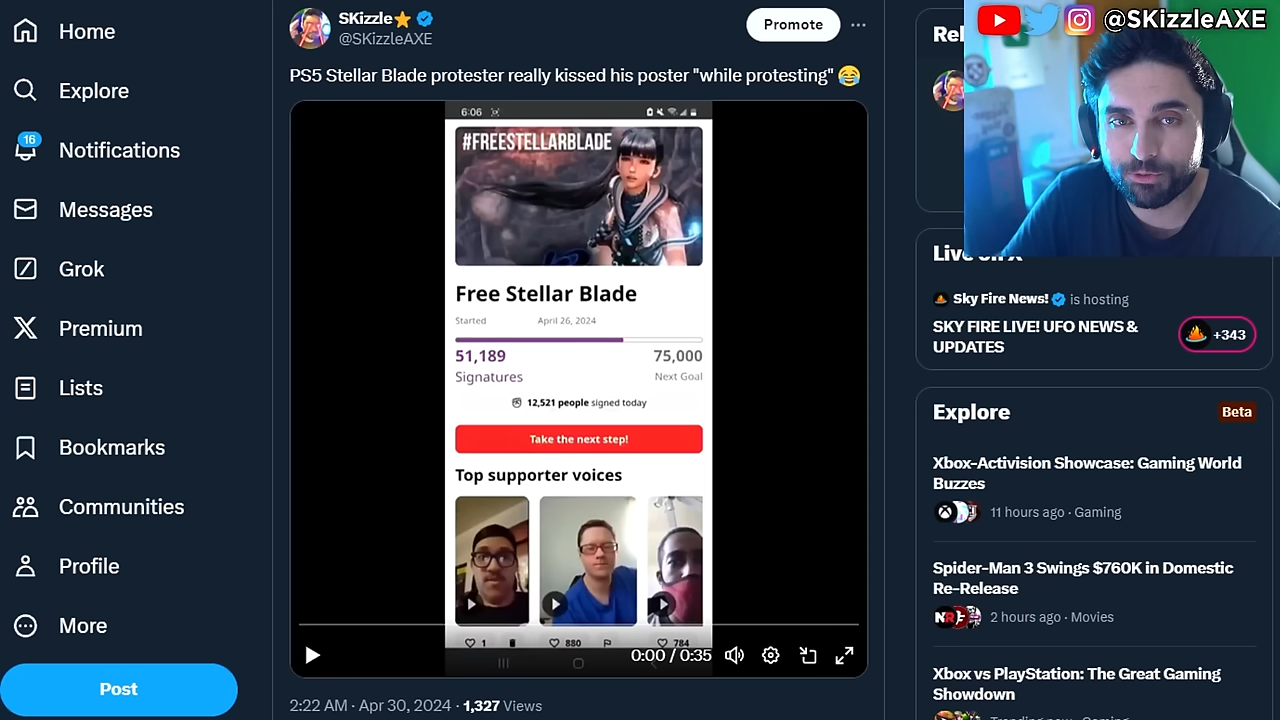 Home
Explore
16
Notifications
Messages
Grok
Premium
Lists
Bookmarks
Communities
Profile
More
Post
SKizzle⭐
@SKizzleAXE
Promote
PS5 Stellar Blade protester really kissed his poster "while protesting" 😂
6:06
#FREESTELLARBLADE
Free Stellar Blade
Started April 26, 2024
51,189 75,000
Signatures Next Goal
12,521 people signed today
Take the next step!
Top supporter voices
1 880 784
0:00 / 0:35
2:22 AM · Apr 30, 2024 · 1,327 Views
@SKizzleAXE
Sky Fire News! is hosting
SKY FIRE LIVE! UFO NEWS &
UPDATES
+343
Explore
Beta
Xbox-Activision Showcase: Gaming World
Buzzes
11 hours ago · Gaming
Spider-Man 3 Swings $760K in Domestic
Re-Release
2 hours ago · Movies
Xbox vs PlayStation: The Great Gaming
Showdown